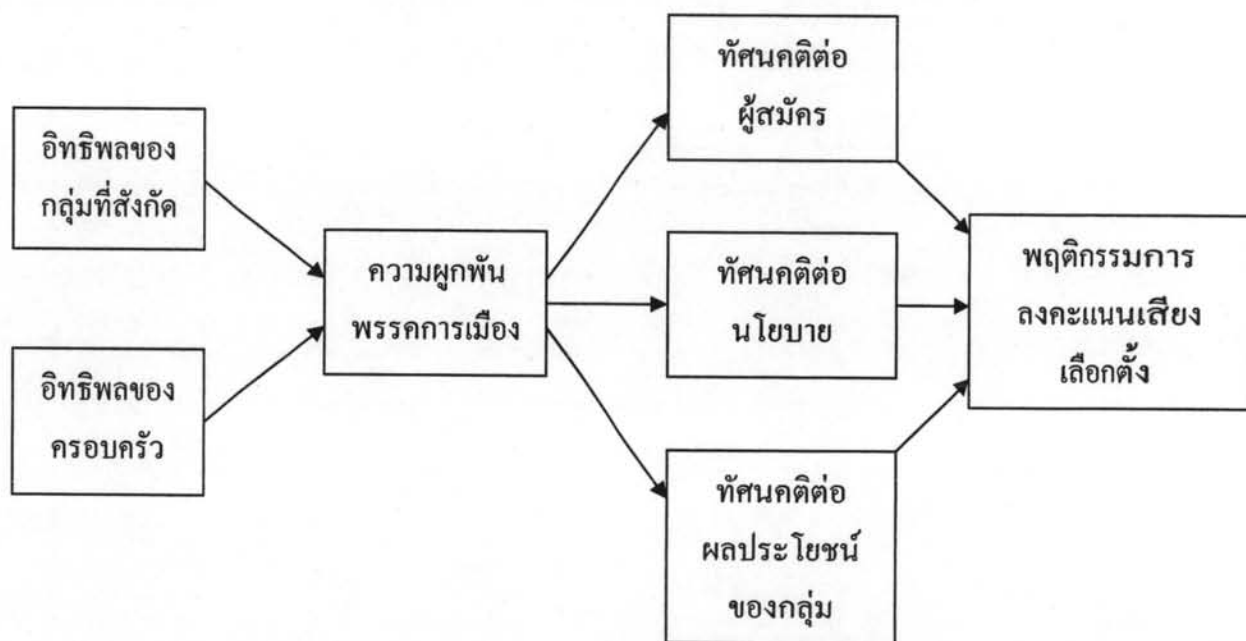 อิทธิพลของ
กลุ่มที่สังกัด
อิทธิพลของ
ครอบครัว
ความผูกพัน
พรรคการเมือง
ทัศนคติต่อ
ผู้สมัคร
ทัศนคติต่อ
นโยบาย
ทัศนคติต่อ
ผลประโยชน์
ของกลุ่ม
พฤติกรรมการ
ลงคะแนนเสียง
เลือกตั้ง